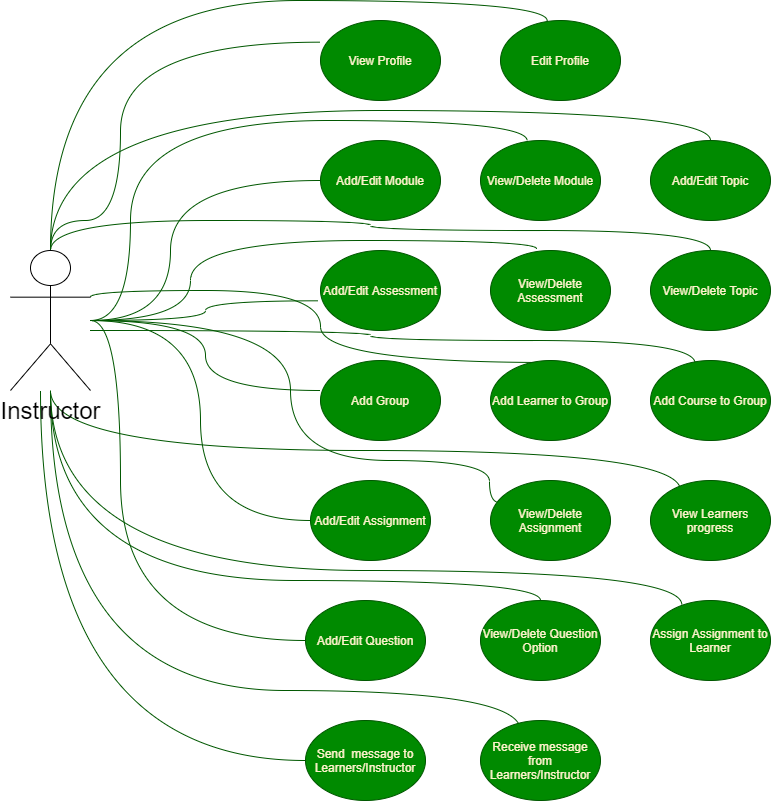 View Profile
Edit Profile
Add/Edit Module
View/Delete Module
Add/Edit Topic
Add/Edit Assessment
View/Delete
Assessment
View/Delete Topic
Instructor
Add Group
Add Learner to Group
Add Course to Group
Add/Edit Assignment
View/Delete
Assignment
View Learners
progress
Add/Edit Question
View/Delete Question
Option
Assign Assignment to
Learner
Send  message to
Learners/Instructor
Receive message
from
Learners/Instructor